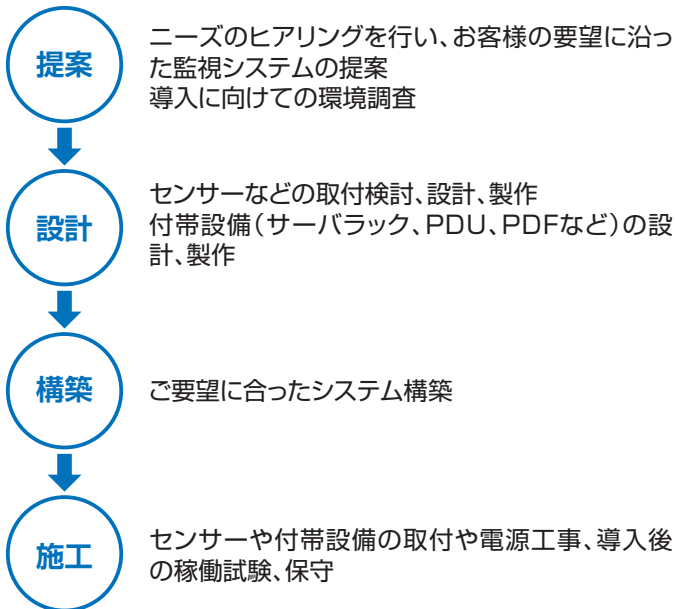 提案
ニーズのヒアリングを行い、お客様の要望に沿っ
た監視システムの提案
導入に向けての環境調査
設計
センサーなどの取付検討、設計、製作
付帯設備（サーバラック、PDU、PDFなど）の設
計、製作
構築
ご要望に合ったシステム構築
施工
センサーや付帯設備の取付や電源工事、導入後
の稼働試験、保守